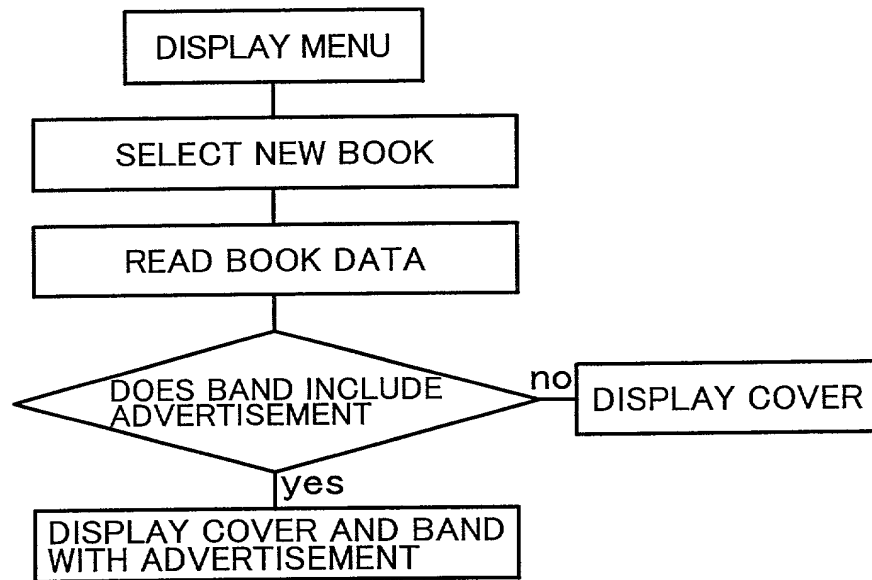 DISPLAY MENU
SELECT NEW BOOK
READ BOOK DATA
DOES BAND INCLUDE
ADVERTISEMENT
no
DISPLAY COVER
yes
DISPLAY COVER AND BAND
WITH ADVERTISEMENT